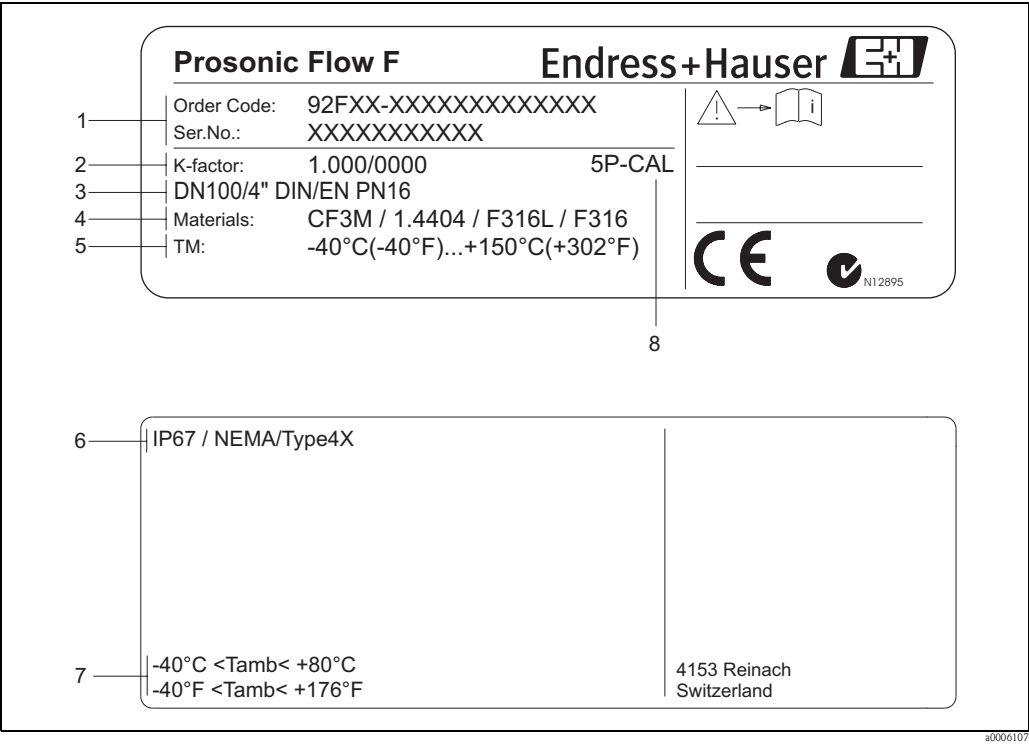 Prosonic Flow F Endress+Hauser
1 Order Code: 92FXX-XXXXXXXXXXXXX
Ser.No.: XXXXXXXXXXX
i
2 K-factor: 1.000/0000 5P-CAL
3 DN100/4" DIN/EN PN16
4 Materials: CF3M / 1.4404 / F316L / F316
5 TM: -40°C(-40°F)...+150°C(+302°F)
CE N12895
8
6 IP67 / NEMA/Type4X
7 -40°C <Tamb< +80°C
-40°F <Tamb< +176°F
4153 Reinach
Switzerland
a0006107